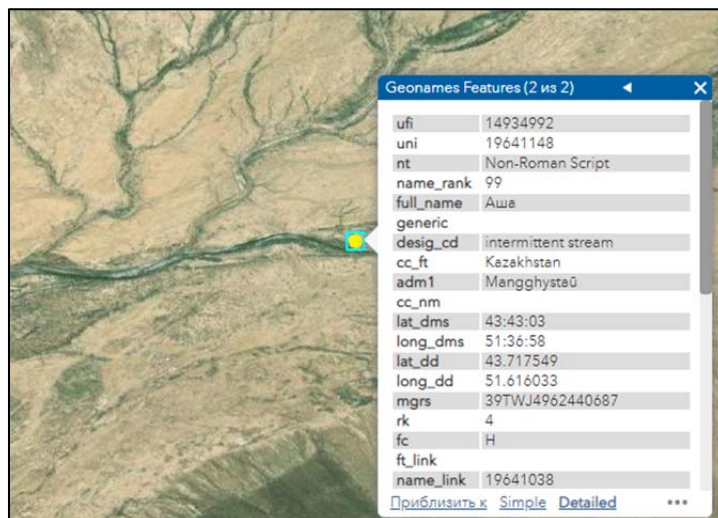 Geonames Features (2 из 2)
ufi 14934992
uni 19641148
nt Non-Roman Script
name_rank 99
full_name Аша
generic
desig_cd intermittent stream
cc_ft Kazakhstan
adm1 Mangghystaū
cc_nm
lat_dms 43:43:03
long_dms 51:36:58
lat_dd 43.717549
long_dd 51.616033
mgrs 39TWJ4962440687
rk 4
fc H
ft_link
name_link 19641038
Приблизить к Simple Detailed